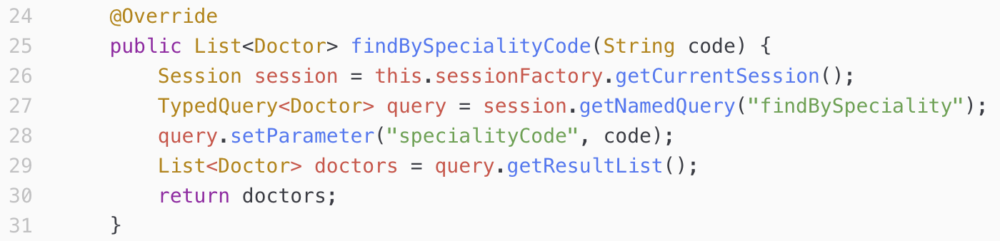 24 @Override
25 public List<Doctor> findBySpecialityCode(String code) {
26 Session session = this.sessionFactory.getCurrentSession();
27 TypedQuery<Doctor> query = session.getNamedQuery("findBySpeciality");
28 query.setParameter("specialityCode", code);
29 List<Doctor> doctors = query.getResultList();
30 return doctors;
31 }